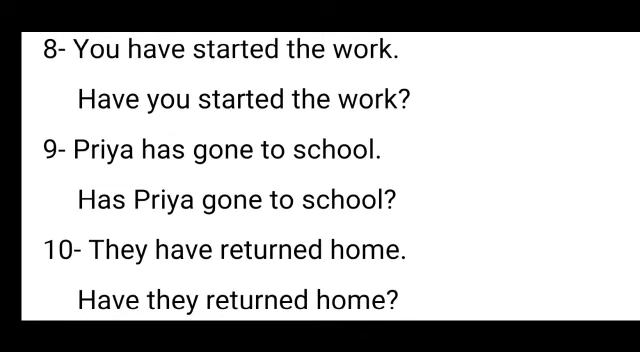 8- You have started the work.
Have you started the work?
9- Priya has gone to school.
Has Priya gone to school?
10- They have returned home.
Have they returned home?